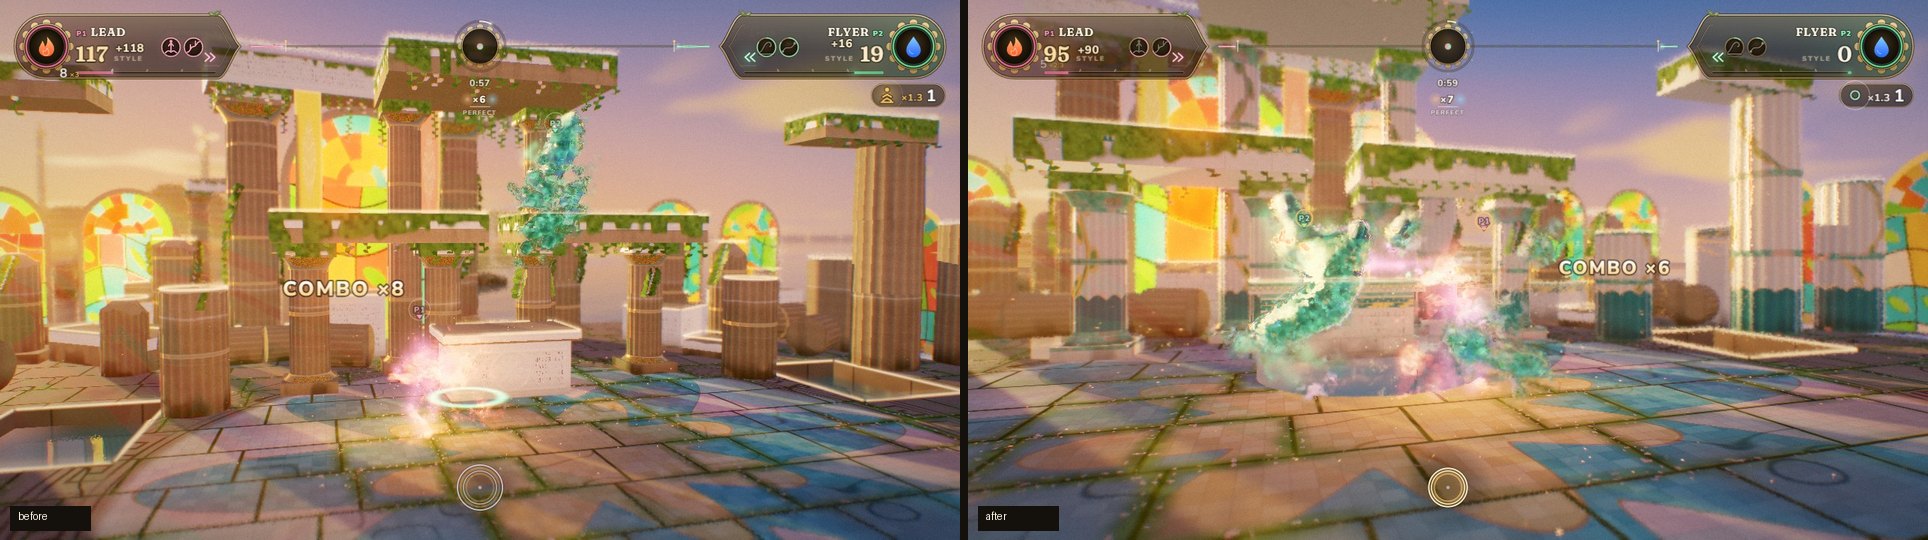 P1 LEAD
117 +118
STYLE
8 ×3
0:57
×6
PERFECT
FLYER P2
+16
STYLE 19
×1.3 1
P2
COMBO ×8
P1
before
P1 LEAD
95 +90
STYLE
0:59
×7
PERFECT
FLYER P2
STYLE 0
×1.3 1
P2
P1
COMBO ×6
after